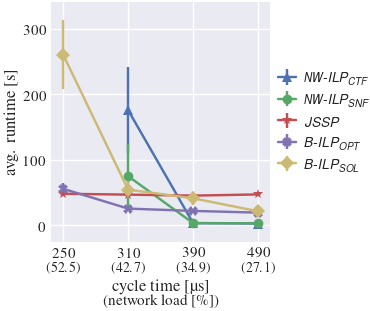 300
200
100
0
avg. runtime [s]
250 310 390 490
(52.5) (42.7) (34.9) (27.1)
cycle time [µs]
(network load [%])
NW-ILP_CTF
NW-ILP_SNF
JSSP
B-ILP_OPT
B-ILP_SOL